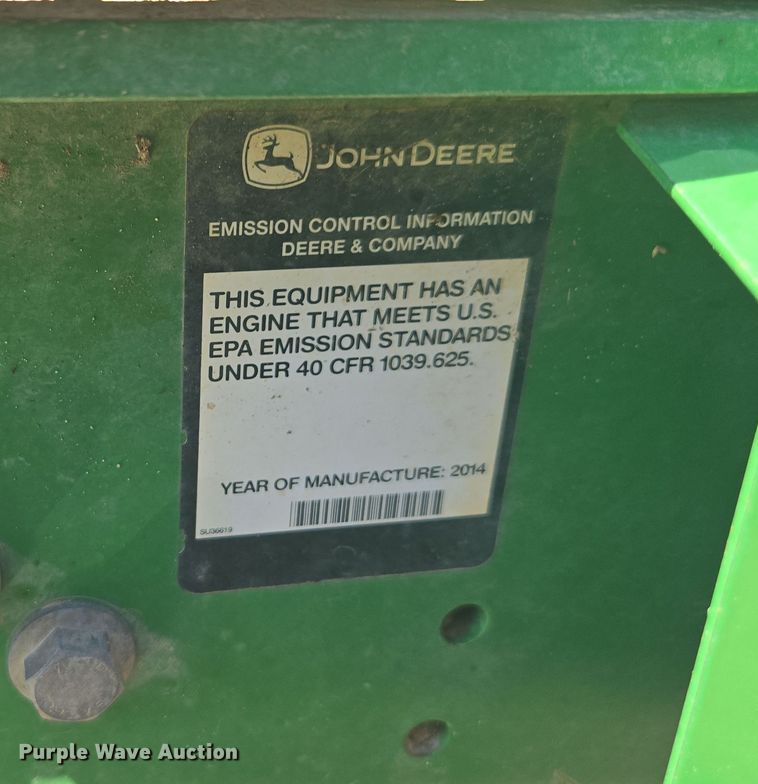 JOHN DEERE
EMISSION CONTROL INFORMATION
DEERE & COMPANY
THIS EQUIPMENT HAS AN
ENGINE THAT MEETS U.S.
EPA EMISSION STANDARDS
UNDER 40 CFR 1039.625.
YEAR OF MANUFACTURE: 2014
SU36619
Purple Wave Auction